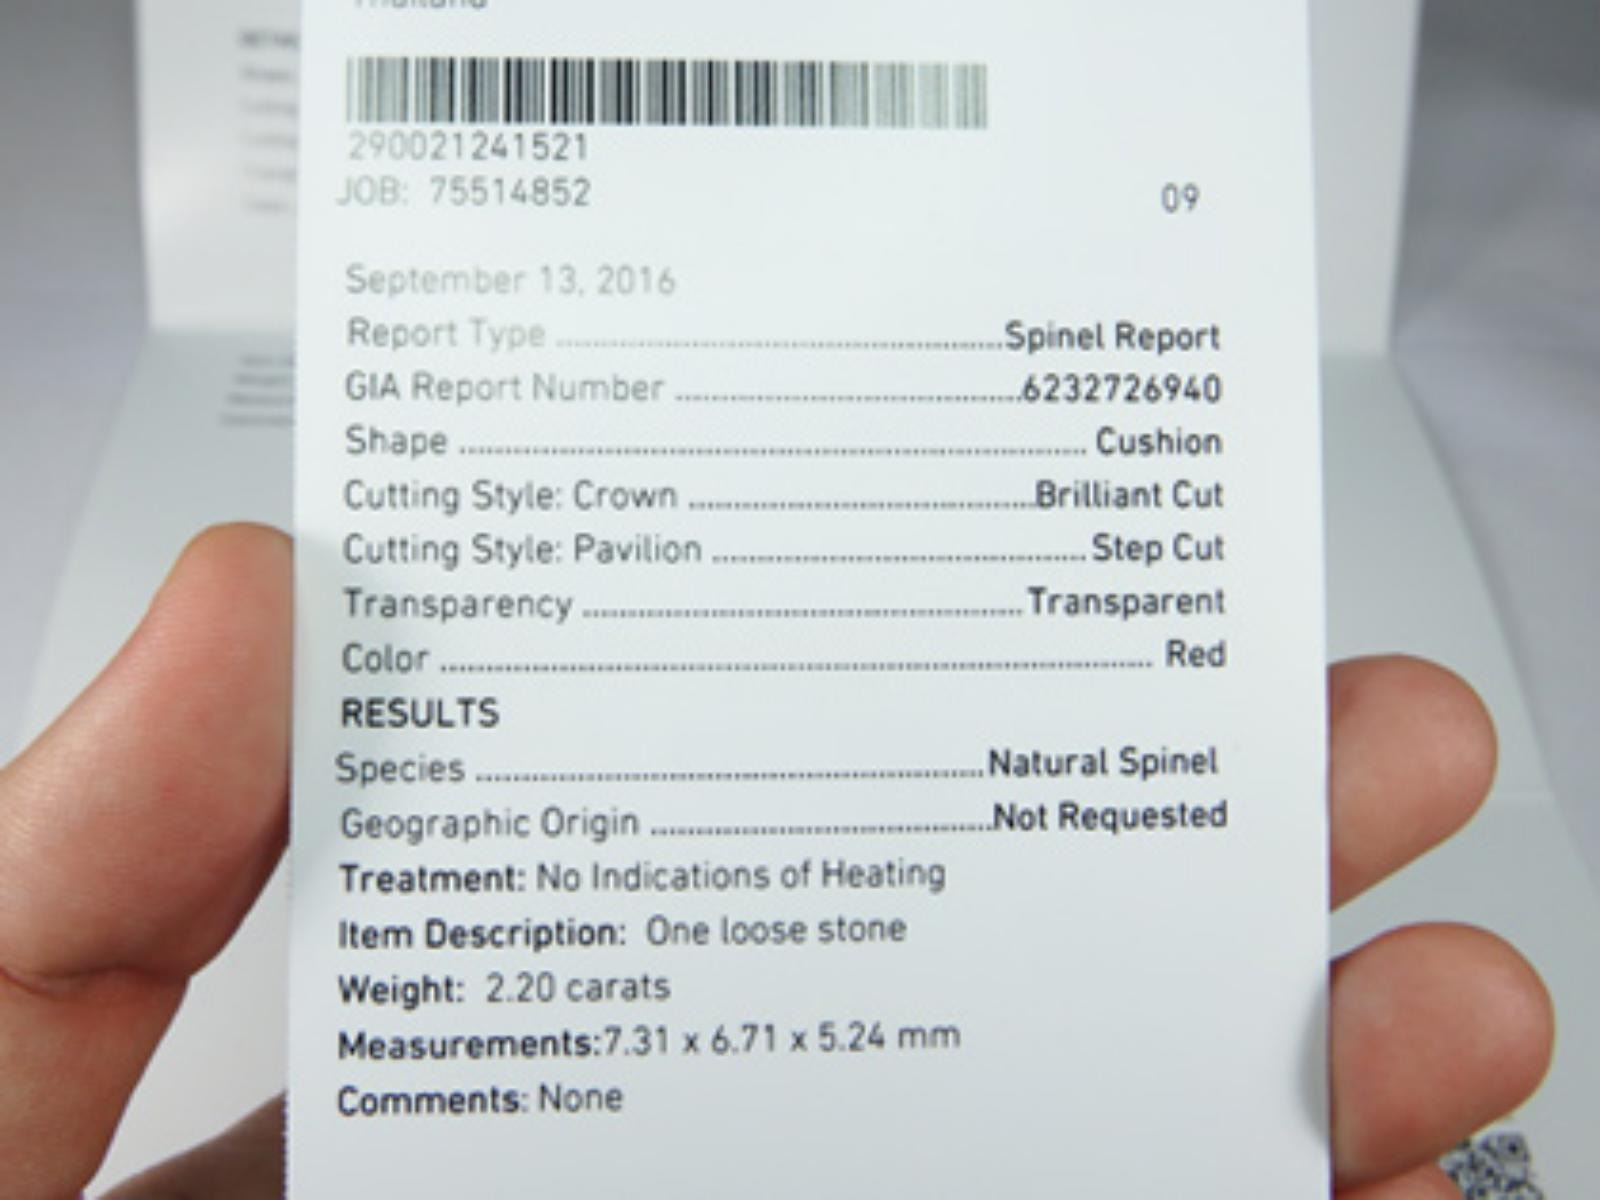 Thailand
290021241521
JOB: 75514852 09
September 13, 2016
Report Type ........ Spinel Report
GIA Report Number ........ 6232726940
Shape ........ Cushion
Cutting Style: Crown ........ Brilliant Cut
Cutting Style: Pavilion ........ Step Cut
Transparency ........ Transparent
Color ........ Red
RESULTS
Species ........ Natural Spinel
Geographic Origin ........ Not Requested
Treatment: No Indications of Heating
Item Description: One loose stone
Weight: 2.20 carats
Measurements:7.31 x 6.71 x 5.24 mm
Comments: None